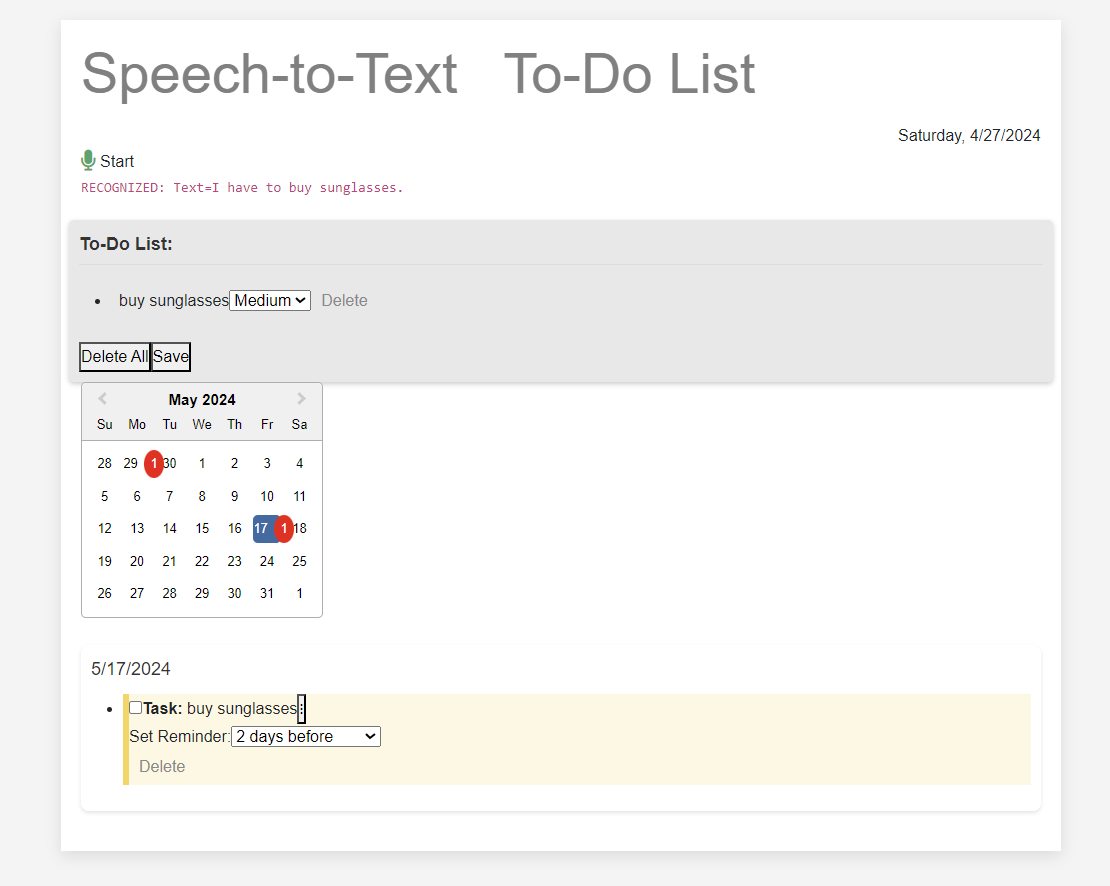 Speech-to-Text To-Do List
Saturday, 4/27/2024
Start
RECOGNIZED: Text=I have to buy sunglasses.
To-Do List:
buy sunglasses Medium Delete
Delete All Save
May 2024
Su Mo Tu We Th Fr Sa
28 29 1 30 1 2 3 4
5 6 7 8 9 10 11
12 13 14 15 16 17 1 18
19 20 21 22 23 24 25
26 27 28 29 30 31 1
5/17/2024
Task: buy sunglasses⋮
Set Reminder: 2 days before
Delete